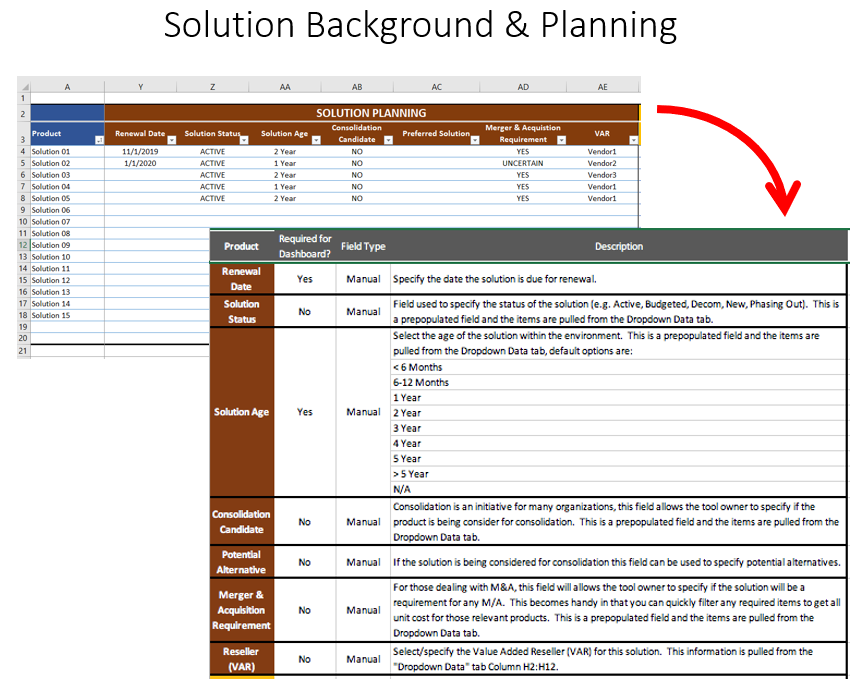 Solution Background & Planning
A Y Z AA AB AC AD AE
1
2 SOLUTION PLANNING
3 Product Renewal Date Solution Status Solution Age Consolidation Candidate Preferred Solution Merger & Acquistion Requirement VAR
4 Solution 01 11/1/2019 ACTIVE 2 Year NO YES Vendor1
5 Solution 02 1/1/2020 ACTIVE 1 Year NO UNCERTAIN Vendor2
6 Solution 03 ACTIVE 2 Year NO YES Vendor3
7 Solution 04 ACTIVE 1 Year NO YES Vendor1
8 Solution 05 ACTIVE 2 Year NO YES Vendor1
9 Solution 06
10 Solution 07
11 Solution 08
12 Solution 09
13 Solution 10
14 Solution 11
15 Solution 12
16 Solution 13
17 Solution 14
18 Solution 15
19
20
21
Product Required for Dashboard? Field Type Description
Renewal
Date
Yes Manual Specify the date the solution is due for renewal.
Solution
Status
No Manual Field used to specify the status of the solution (e.g. Active, Budgeted, Decom, New, Phasing Out). This is
a prepopulated field and the items are pulled from the Dropdown Data tab.
Solution Age Yes Manual
Select the age of the solution within the environment. This is a prepopulated field and the items are
pulled from the Dropdown Data tab, default options are:
< 6 Months
6-12 Months
1 Year
2 Year
3 Year
4 Year
5 Year
> 5 Year
N/A
Consolidation
Candidate
No Manual
Consolidation is an initiative for many organizations, this field allows the tool owner to specify if the
product is being consider for consolidation. This is a prepopulated field and the items are pulled from the
Dropdown Data tab.
Potential
Alternative
No Manual If the solution is being considered for consolidation this field can be used to specify potential alternatives.
Merger &
Acquisition
Requirement
No Manual
For those dealing with M&A, this field will allows the tool owner to specify if the solution will be a
requirement for any M/A. This becomes handy in that you can quickly filter any required items to get all
unit cost for those relevant products. This is a prepopulated field and the items are pulled from the
Dropdown Data tab.
Reseller
(VAR)
No Manual
Select/specify the Value Added Reseller (VAR) for this solution. This information is pulled from the
"Dropdown Data" tab Column H2:H12.